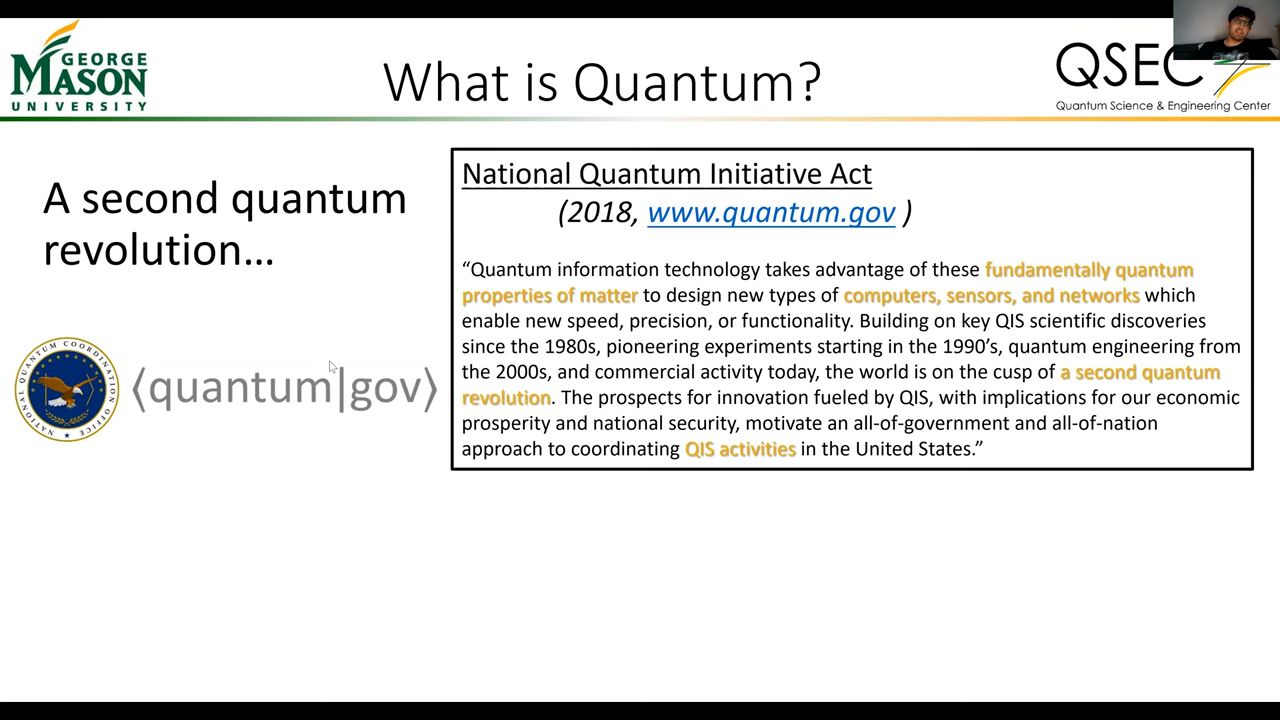 GEORGE
MASON
UNIVERSITY
What is Quantum?
QSEC
Quantum Science & Engineering Center
A second quantum
revolution…
NATIONAL QUANTUM COORDINATION OFFICE
⟨quantum|gov⟩
National Quantum Initiative Act
(2018, www.quantum.gov )
“Quantum information technology takes advantage of these fundamentally quantum
properties of matter to design new types of computers, sensors, and networks which
enable new speed, precision, or functionality. Building on key QIS scientific discoveries
since the 1980s, pioneering experiments starting in the 1990’s, quantum engineering from
the 2000s, and commercial activity today, the world is on the cusp of a second quantum
revolution. The prospects for innovation fueled by QIS, with implications for our economic
prosperity and national security, motivate an all-of-government and all-of-nation
approach to coordinating QIS activities in the United States.”